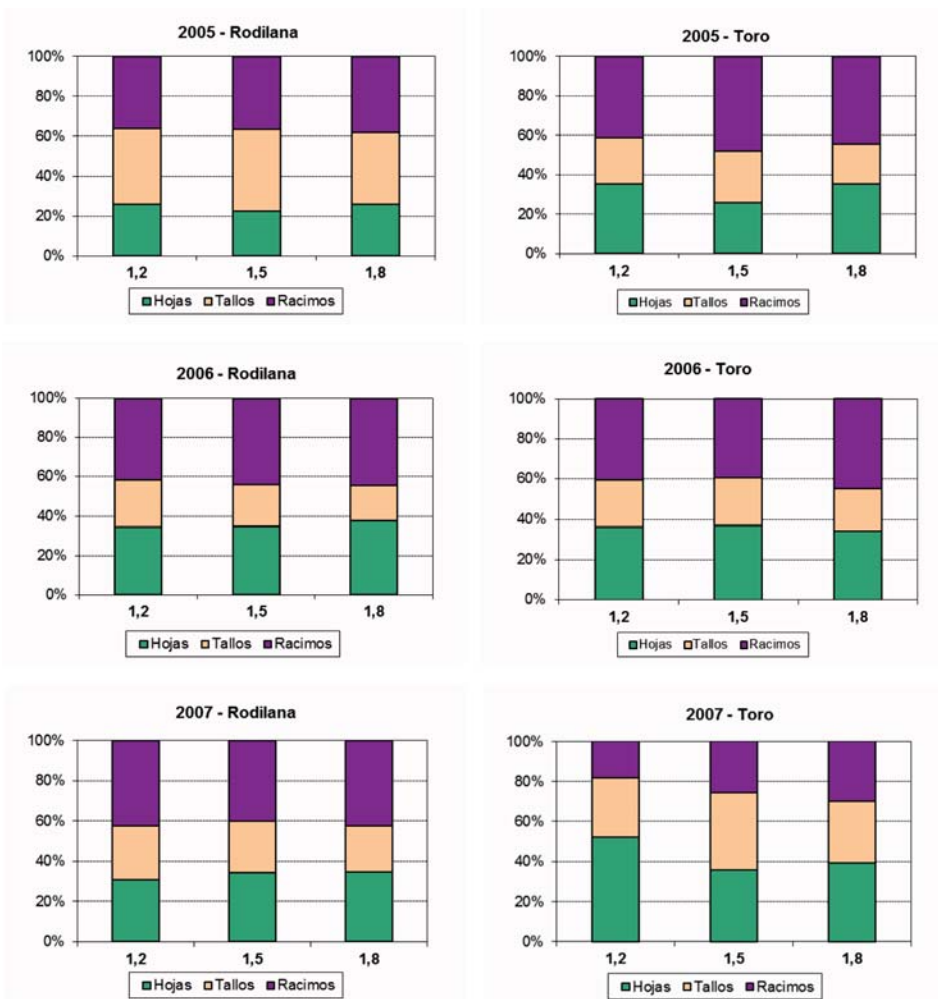 2005 - Rodilana
100%
80%
60%
40%
20%
0%
1,2 1,5 1,8
Hojas Tallos Racimos
2005 - Toro
100%
80%
60%
40%
20%
0%
1,2 1,5 1,8
Hojas Tallos Racimos
2006 - Rodilana
100%
80%
60%
40%
20%
0%
1,2 1,5 1,8
Hojas Tallos Racimos
2006 - Toro
100%
80%
60%
40%
20%
0%
1,2 1,5 1,8
Hojas Tallos Racimos
2007 - Rodilana
100%
80%
60%
40%
20%
0%
1,2 1,5 1,8
Hojas Tallos Racimos
2007 - Toro
100%
80%
60%
40%
20%
0%
1,2 1,5 1,8
Hojas Tallos Racimos